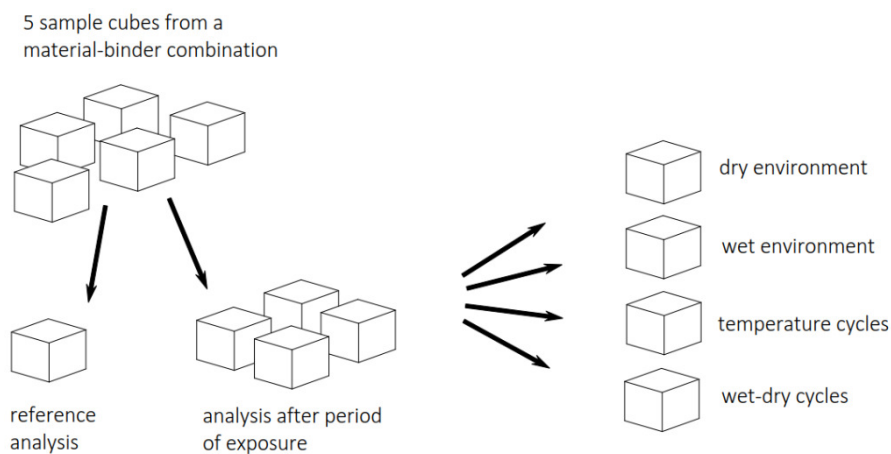 5 sample cubes from a
material-binder combination
dry environment
wet environment
temperature cycles
wet-dry cycles
reference
analysis
analysis after period
of exposure